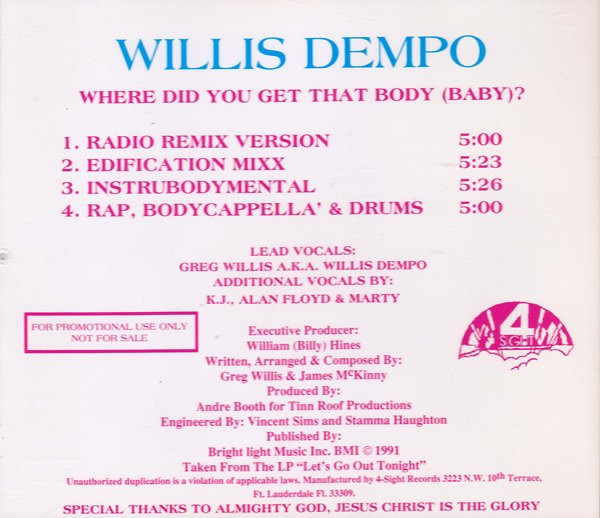 WILLIS DEMPO
WHERE DID YOU GET THAT BODY (BABY)?
1. RADIO REMIX VERSION 5:00
2. EDIFICATION MIXX 5:23
3. INSTRUBODYMENTAL 5:26
4. RAP, BODYCAPPELLA' & DRUMS 5:00
LEAD VOCALS:
GREG WILLIS A.K.A. WILLIS DEMPO
ADDITIONAL VOCALS BY:
K.J., ALAN FLOYD & MARTY
FOR PROMOTIONAL USE ONLY
NOT FOR SALE
4
SGHT
Executive Producer:
William (Billy) Hines
Written, Arranged & Composed By:
Greg Willis & James McKinny
Produced By:
Andre Booth for Tinn Roof Productions
Engineered By: Vincent Sims and Stamma Haughton
Published By:
Bright light Music Inc. BMI © 1991
Taken From The LP “Let's Go Out Tonight”
Unauthorized duplication is a violation of applicable laws. Manufactured by 4-Sight Records 3223 N.W. 10th Terrace,
Ft. Lauderdale Fl. 33309.
SPECIAL THANKS TO ALMIGHTY GOD, JESUS CHRIST IS THE GLORY